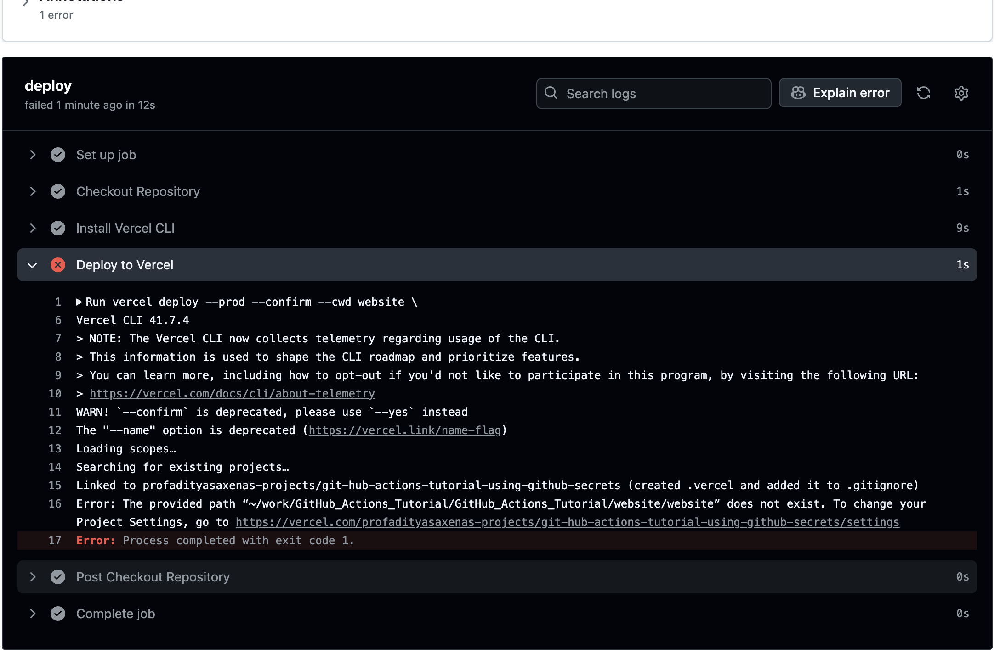 Annotations
1 error
deploy
failed 1 minute ago in 12s
Search logs
Explain error
Set up job
0s
Checkout Repository
1s
Install Vercel CLI
9s
Deploy to Vercel
1s
1 Run vercel deploy --prod --confirm --cwd website \
6 Vercel CLI 41.7.4
7 > NOTE: The Vercel CLI now collects telemetry regarding usage of the CLI.
8 > This information is used to shape the CLI roadmap and prioritize features.
9 > You can learn more, including how to opt-out if you'd not like to participate in this program, by visiting the following URL:
10 > https://vercel.com/docs/cli/about-telemetry
11 WARN! `--confirm` is deprecated, please use `--yes` instead
12 The "--name" option is deprecated (https://vercel.link/name-flag)
13 Loading scopes…
14 Searching for existing projects…
15 Linked to profadityasaxenas-projects/git-hub-actions-tutorial-using-github-secrets (created .vercel and added it to .gitignore)
16 Error: The provided path “~/work/GitHub_Actions_Tutorial/GitHub_Actions_Tutorial/website/website” does not exist. To change your
Project Settings, go to https://vercel.com/profadityasaxenas-projects/git-hub-actions-tutorial-using-github-secrets/settings
17 Error: Process completed with exit code 1.
Post Checkout Repository
0s
Complete job
0s